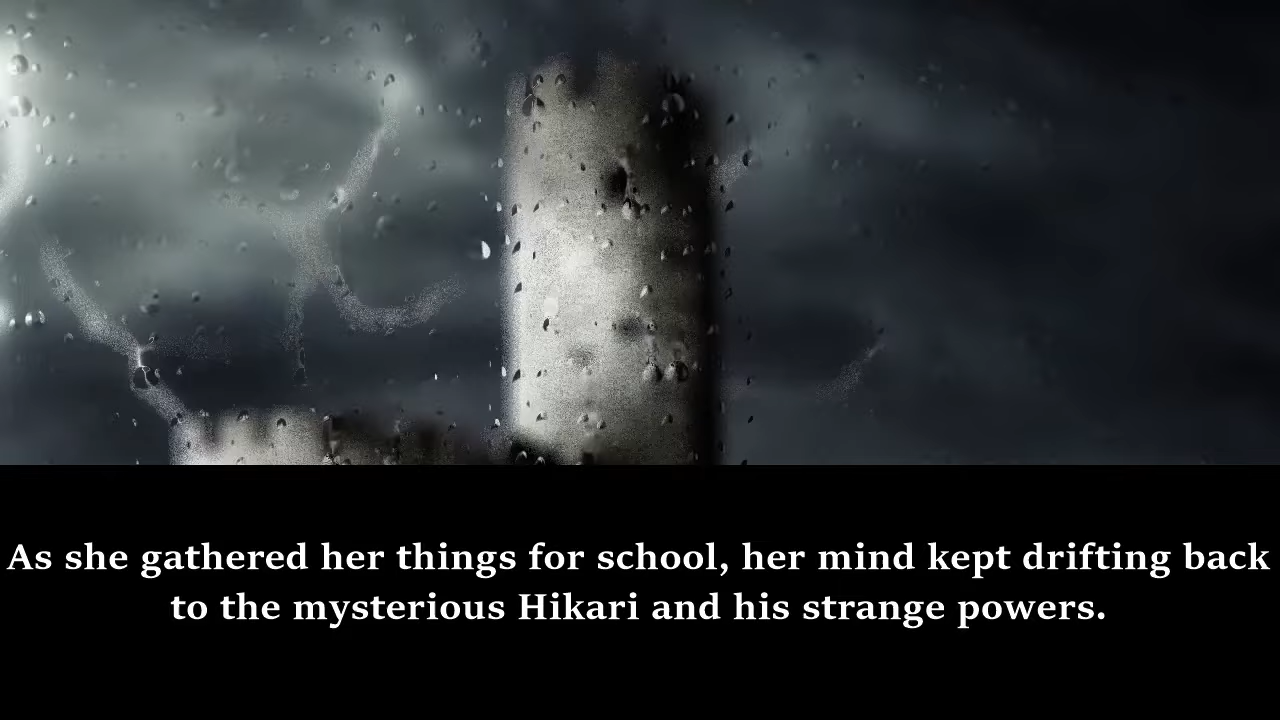 As she gathered her things for school, her mind kept drifting back
to the mysterious Hikari and his strange powers.